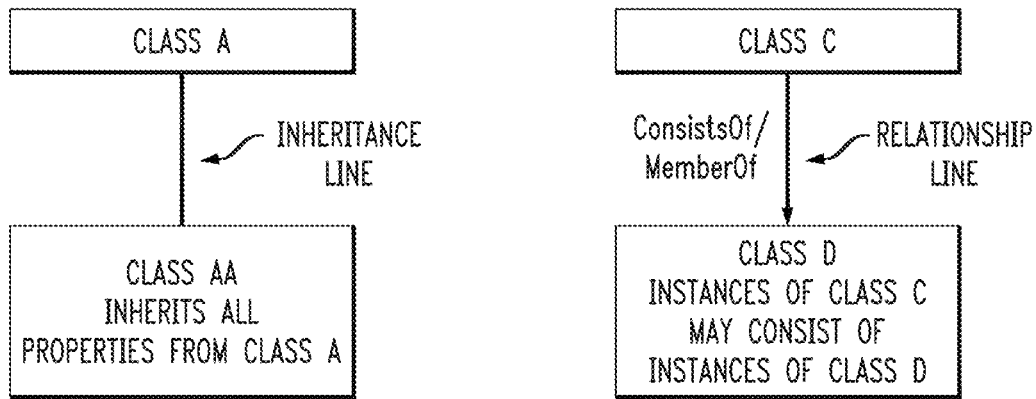 CLASS A
INHERITANCE
LINE
CLASS AA
INHERITS ALL
PROPERTIES FROM CLASS A
CLASS C
ConsistsOf/
MemberOf
RELATIONSHIP
LINE
CLASS D
INSTANCES OF CLASS C
MAY CONSIST OF
INSTANCES OF CLASS D